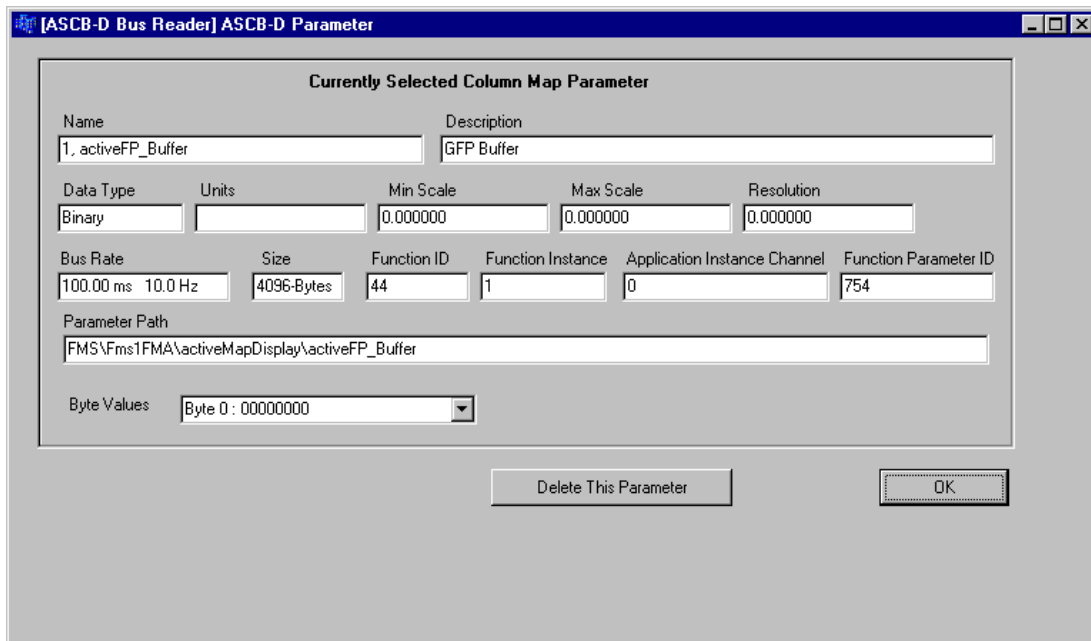 [ASCB-D Bus Reader] ASCB-D Parameter
Currently Selected Column Map Parameter
Name Description
1, activeFP_Buffer GFP Buffer
Data Type Units Min Scale Max Scale Resolution
Binary 0.000000 0.000000 0.000000
Bus Rate Size Function ID Function Instance Application Instance Channel Function Parameter ID
100.00 ms 10.0 Hz 4096-Bytes 44 1 0 754
Parameter Path
FMS\Fms1FMA\activeMapDisplay\activeFP_Buffer
Byte Values Byte 0 : 00000000
Delete This Parameter OK